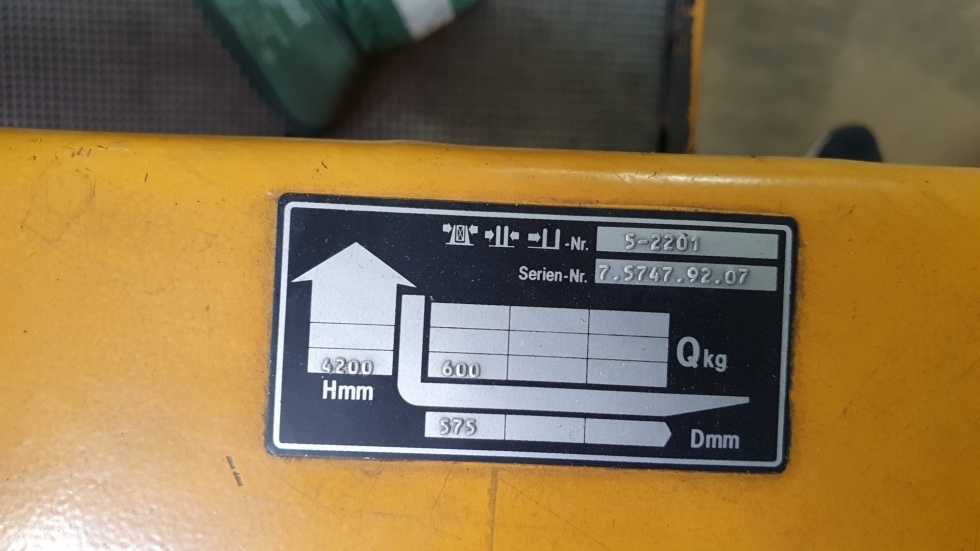 -Nr. 5-2201
Serien-Nr. 7.5747.92.07
Qkg
4200 600
Hmm
575 Dmm